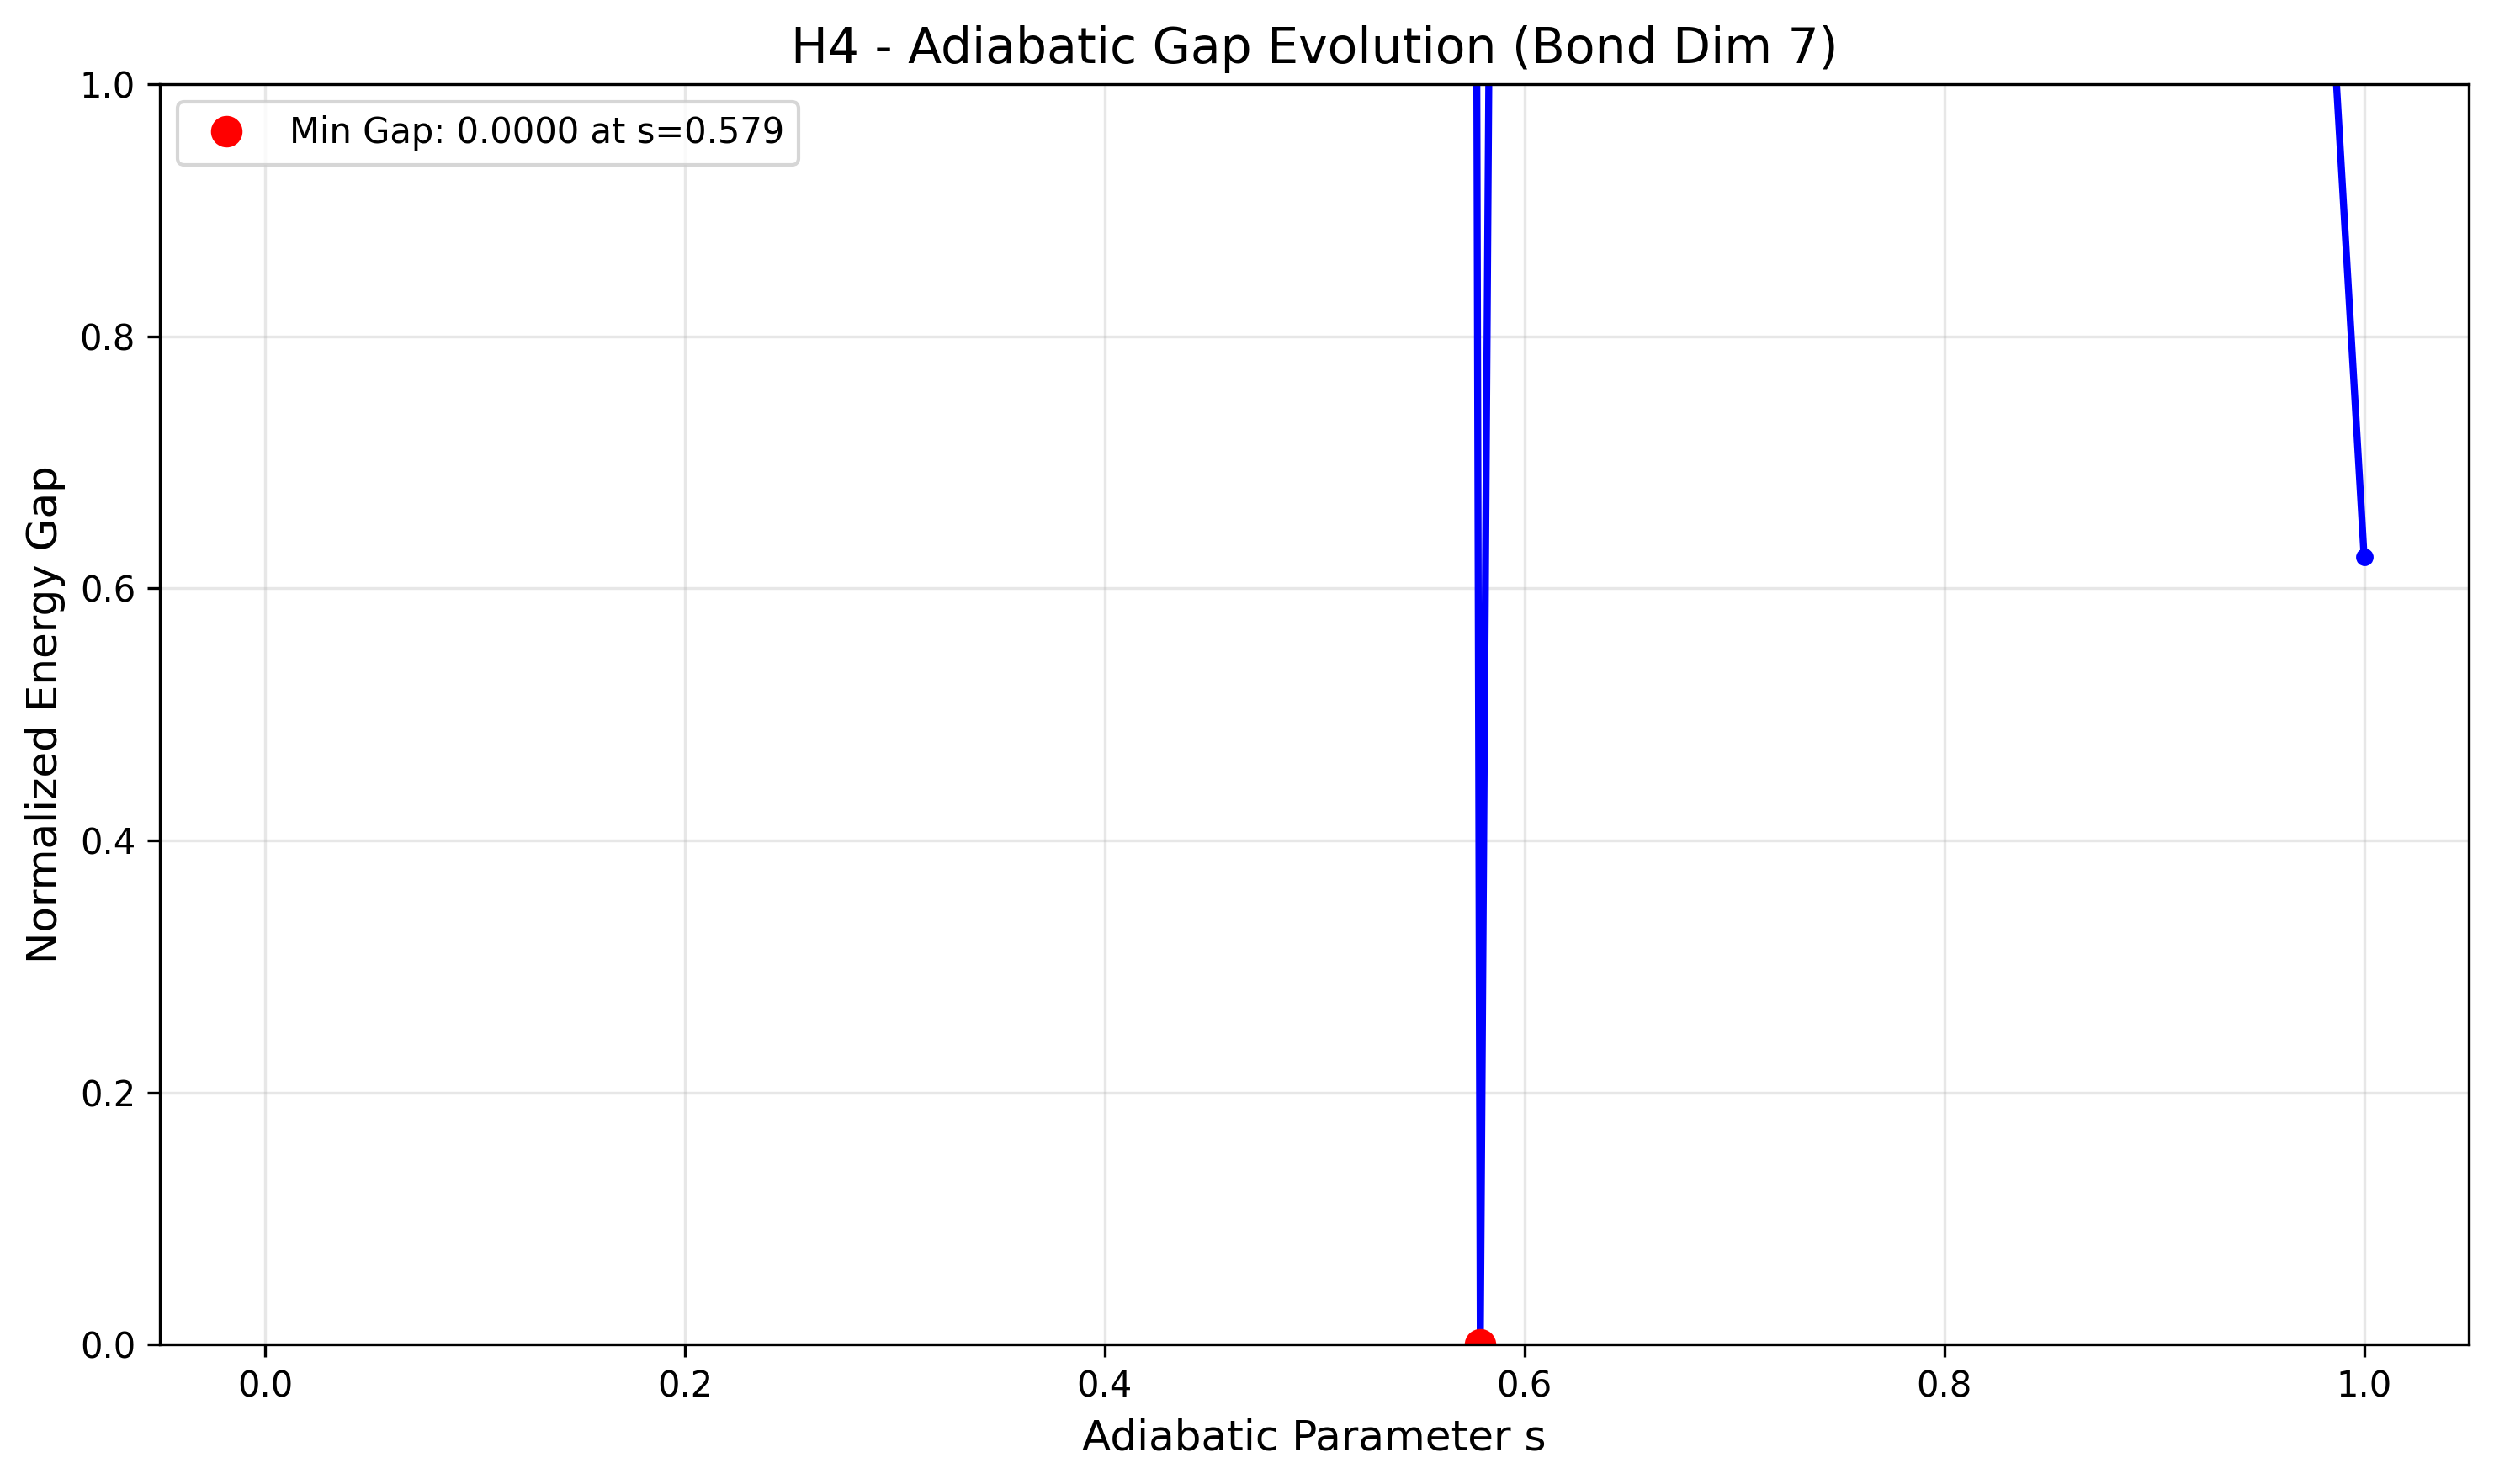 H4 - Adiabatic Gap Evolution (Bond Dim 7)
Min Gap: 0.0000 at s=0.579
Normalized Energy Gap
1.0
0.8
0.6
0.4
0.2
0.0
0.0 0.2 0.4 0.6 0.8 1.0
Adiabatic Parameter s